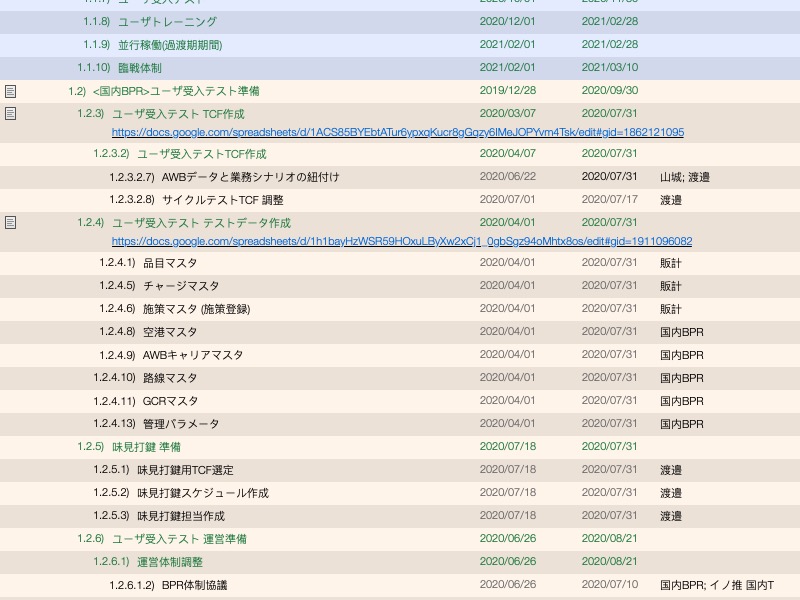 1.1.8) ユーザトレーニング 2020/12/01 2021/02/28
1.1.9) 並行稼働(過渡期期間) 2021/02/01 2021/02/28
1.1.10) 臨戦体制 2021/02/01 2021/03/10
1.2) <国内BPR>ユーザ受入テスト準備 2019/12/28 2020/09/30
1.2.3) ユーザ受入テスト TCF作成 2020/03/07 2020/07/31
https://docs.google.com/spreadsheets/d/1ACS85BYEbtATur6ypxqKucr8gGqzy6IMeJOPYvm4Tsk/edit#gid=1862121095
1.2.3.2) ユーザ受入テストTCF作成 2020/04/07 2020/07/31
1.2.3.2.7) AWBデータと業務シナリオの紐付け 2020/06/22 2020/07/31 山城; 渡邉
1.2.3.2.8) サイクルテストTCF 調整 2020/07/01 2020/07/17 渡邉
1.2.4) ユーザ受入テスト テストデータ作成 2020/04/01 2020/07/31
https://docs.google.com/spreadsheets/d/1h1bayHzWSR59HOxuLByXw2xCj1_0gbSqz94oMhtx8os/edit#gid=1911096082
1.2.4.1) 品目マスタ 2020/04/01 2020/07/31 販計
1.2.4.5) チャージマスタ 2020/04/01 2020/07/31 販計
1.2.4.6) 施策マスタ (施策登録) 2020/04/01 2020/07/31 販計
1.2.4.8) 空港マスタ 2020/04/01 2020/07/31 国内BPR
1.2.4.9) AWBキャリアマスタ 2020/04/01 2020/07/31 国内BPR
1.2.4.10) 路線マスタ 2020/04/01 2020/07/31 国内BPR
1.2.4.11) GCRマスタ 2020/04/01 2020/07/31 国内BPR
1.2.4.13) 管理パラメータ 2020/04/01 2020/07/31 国内BPR
1.2.5) 味見打鍵 準備 2020/07/18 2020/07/31
1.2.5.1) 味見打鍵用TCF選定 2020/07/18 2020/07/31 渡邉
1.2.5.2) 味見打鍵スケジュール作成 2020/07/18 2020/07/31 渡邉
1.2.5.3) 味見打鍵担当作成 2020/07/18 2020/07/31 渡邉
1.2.6) ユーザ受入テスト 運営準備 2020/06/26 2020/08/21
1.2.6.1) 運営体制調整 2020/06/26 2020/08/21
1.2.6.1.2) BPR体制協議 2020/06/26 2020/07/10 国内BPR; イノ推 国内T